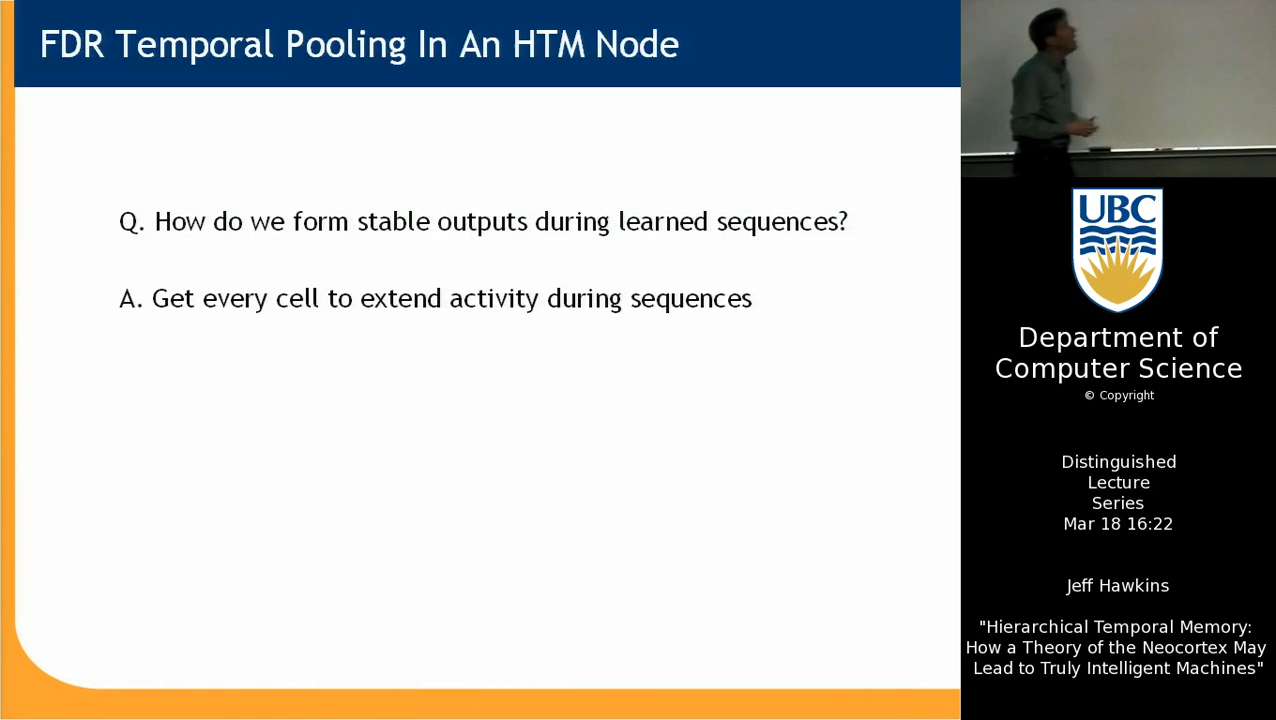 FDR Temporal Pooling In An HTM Node
Q. How do we form stable outputs during learned sequences?
A. Get every cell to extend activity during sequences
UBC
Department of
Computer Science
© Copyright
Distinguished
Lecture
Series
Mar 18 16:22
Jeff Hawkins
"Hierarchical Temporal Memory:
How a Theory of the Neocortex May
Lead to Truly Intelligent Machines"